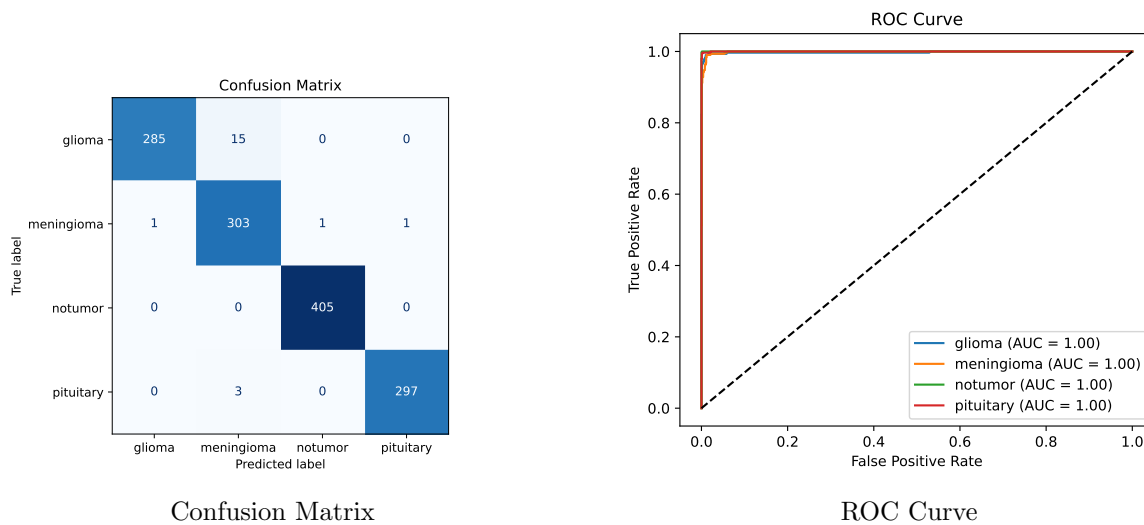 Confusion Matrix
glioma 285 15 0 0
meningioma 1 303 1 1
notumor 0 0 405 0
pituitary 0 3 0 297
True label
glioma meningioma notumor pituitary
Predicted label
Confusion Matrix
ROC Curve
1.0
0.8
0.6
0.4
0.2
0.0
True Positive Rate
glioma (AUC = 1.00)
meningioma (AUC = 1.00)
notumor (AUC = 1.00)
pituitary (AUC = 1.00)
0.0 0.2 0.4 0.6 0.8 1.0
False Positive Rate
ROC Curve